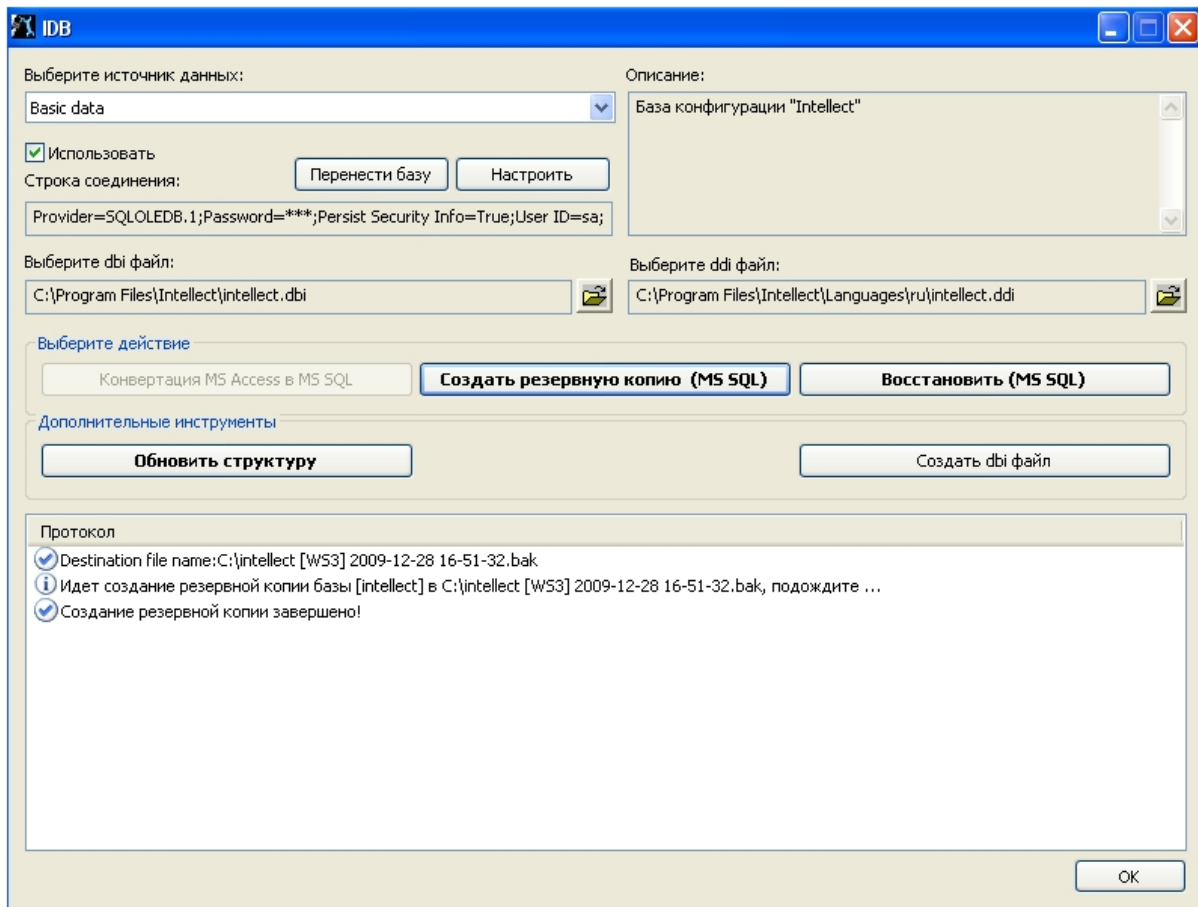 IDB
Выберите источник данных:
Basic data
Использовать
Строка соединения:
Перенести базу
Настроить
Provider=SQLOLEDB.1;Password=***;Persist Security Info=True;User ID=sa;
Описание:
База конфигурации "Intellect"
Выберите dbi файл:
C:\Program Files\Intellect\intellect.dbi
Выберите ddi файл:
C:\Program Files\Intellect\Languages\ru\intellect.ddi
Выберите действие
Конвертация MS Access в MS SQL
Создать резервную копию (MS SQL)
Восстановить (MS SQL)
Дополнительные инструменты
Обновить структуру
Создать dbi файл
Протокол
Destination file name:C:\intellect [WS3] 2009-12-28 16-51-32.bak
Идет создание резервной копии базы [intellect] в C:\intellect [WS3] 2009-12-28 16-51-32.bak, подождите ...
Создание резервной копии завершено!
OK